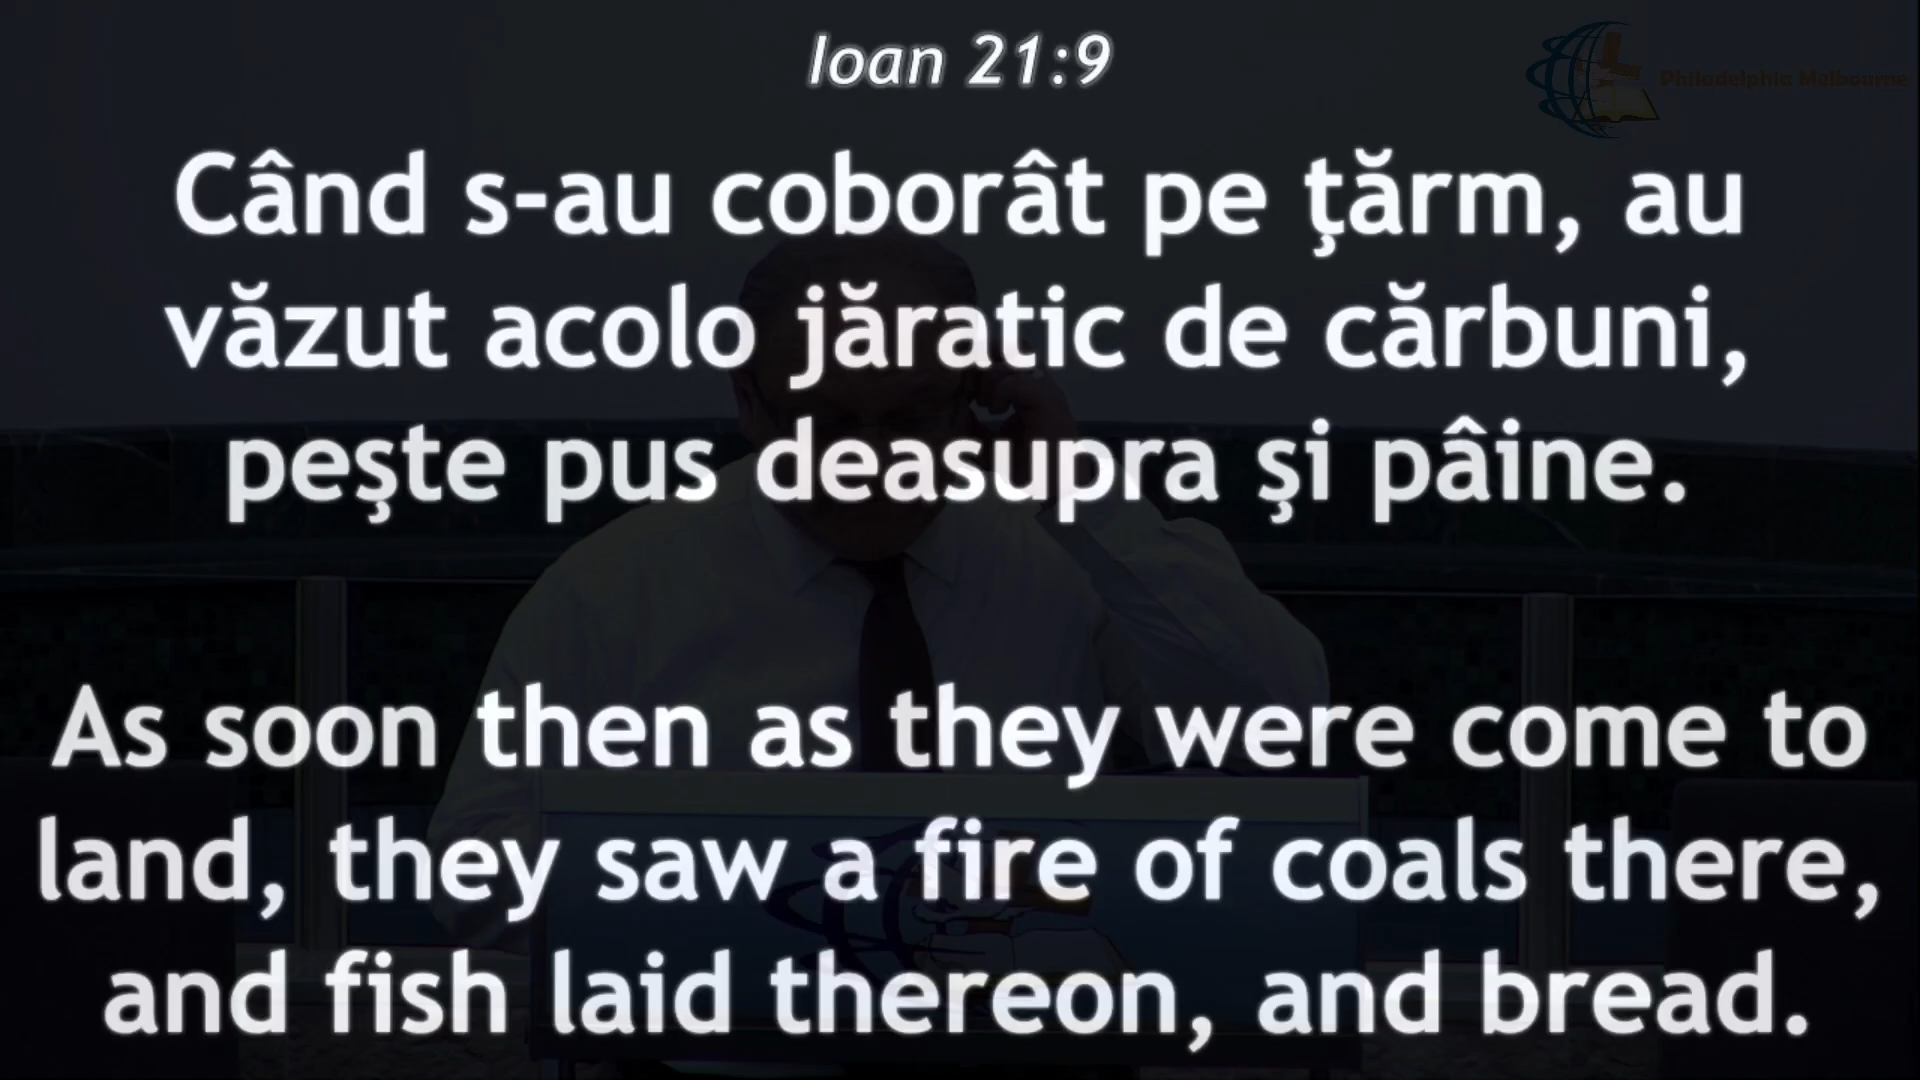 Ioan 21:9
Philadelphia Melbourne
Când s-au coborât pe ţărm, au
văzut acolo jăratic de cărbuni,
peşte pus deasupra şi pâine.
As soon then as they were come to
land, they saw a fire of coals there,
and fish laid thereon, and bread.